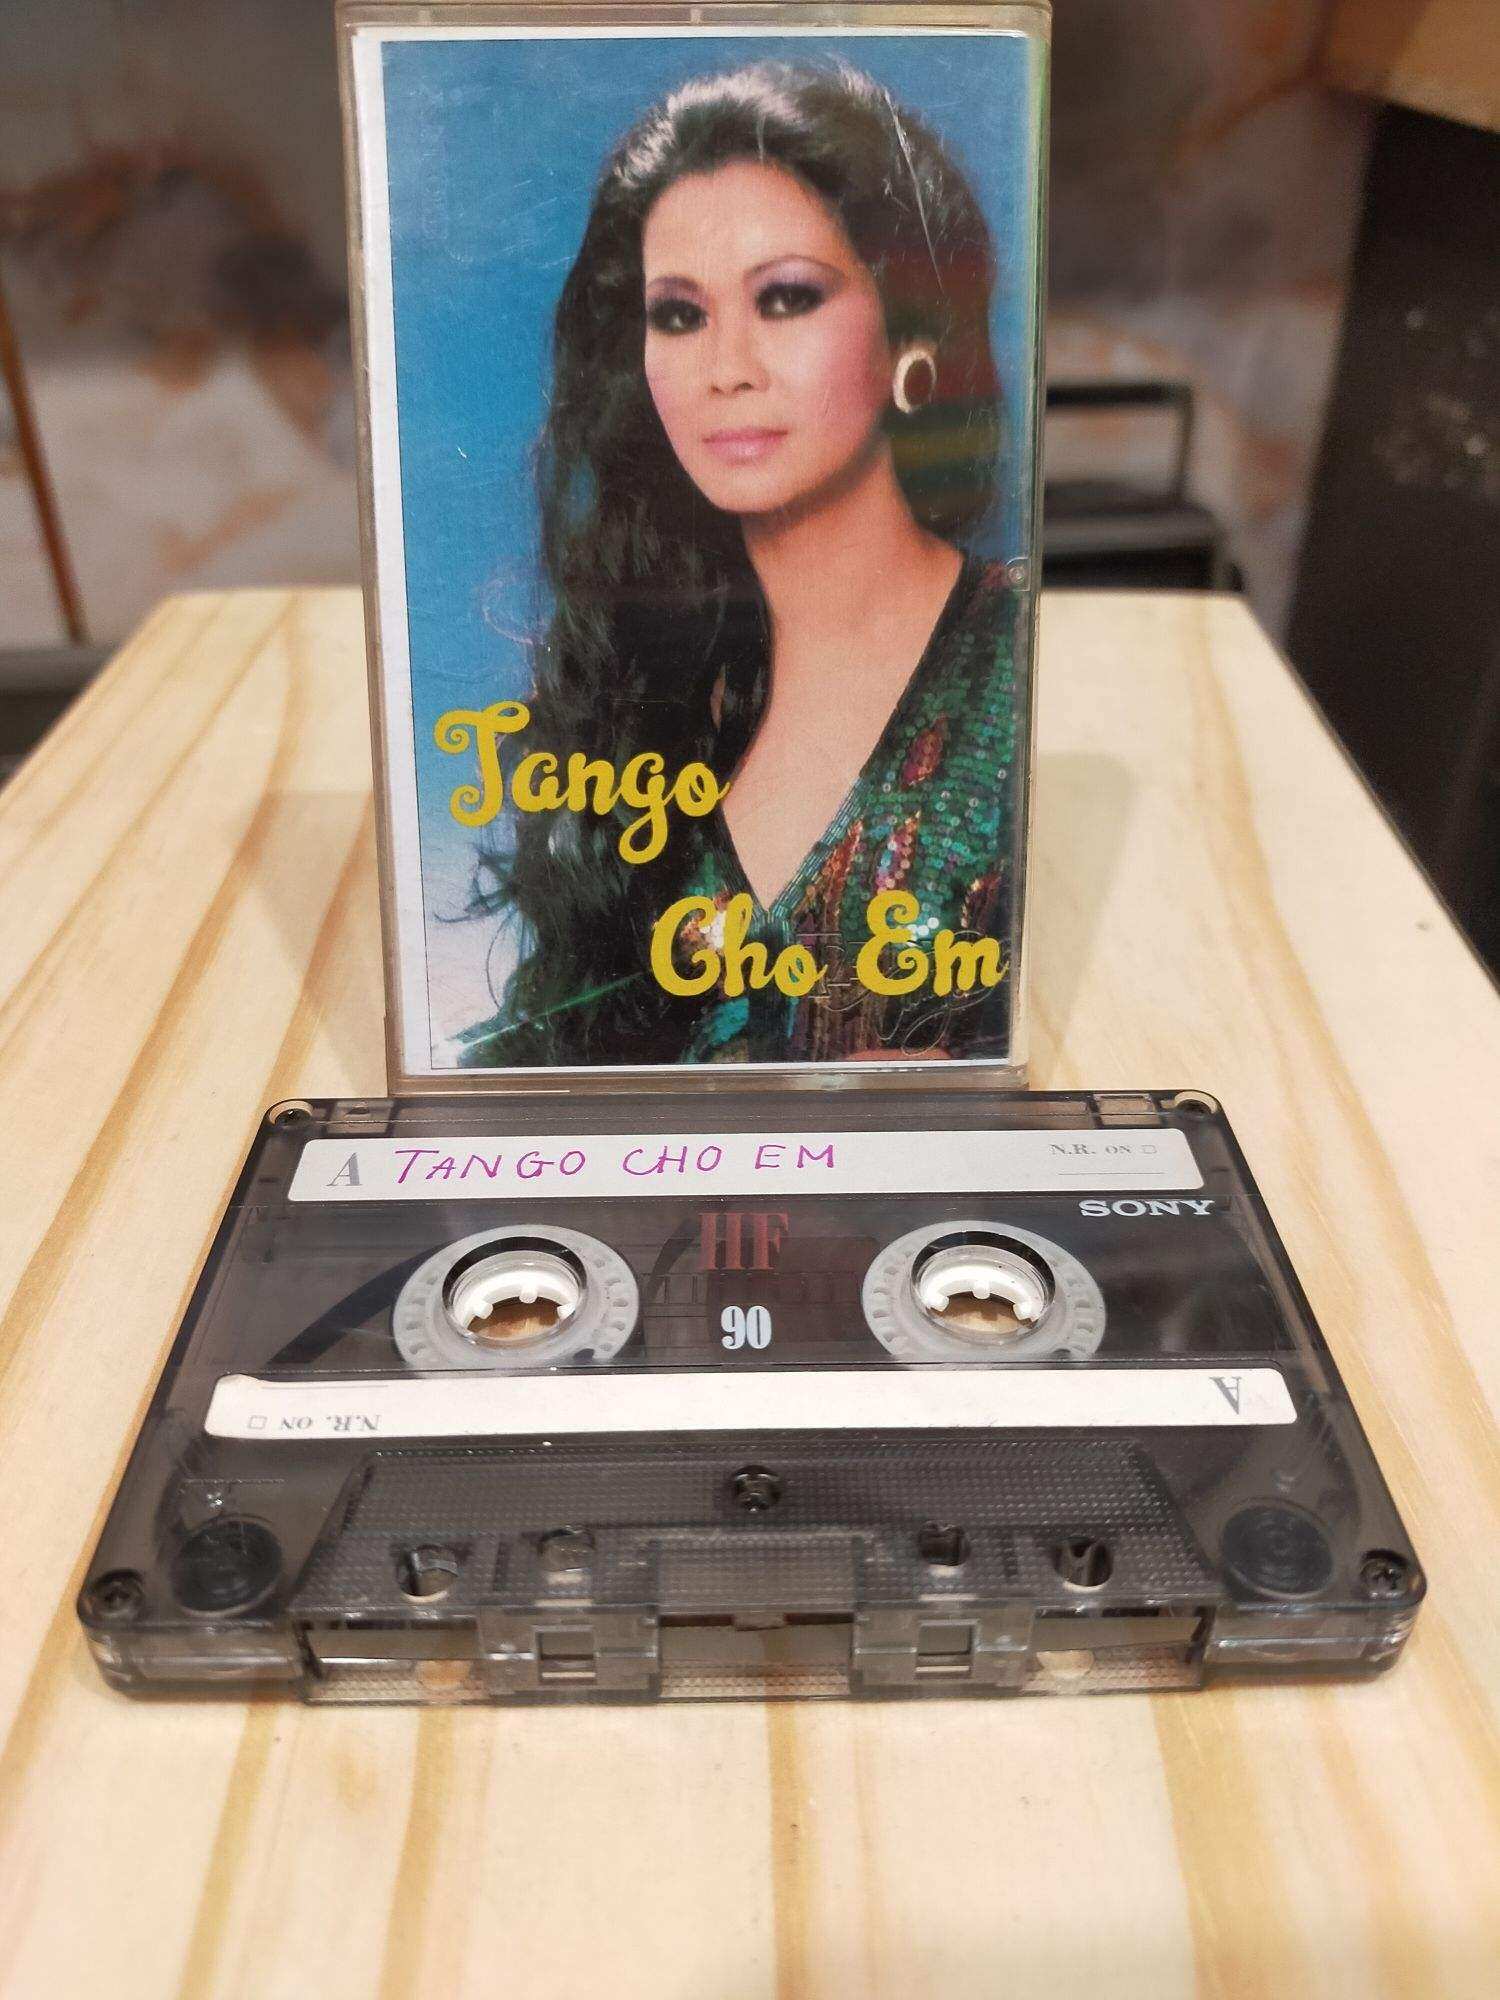 Tango
Cho Em
A TANGO CHO EM
N.R. ON
SONY
HF
90
A
N.R. ON